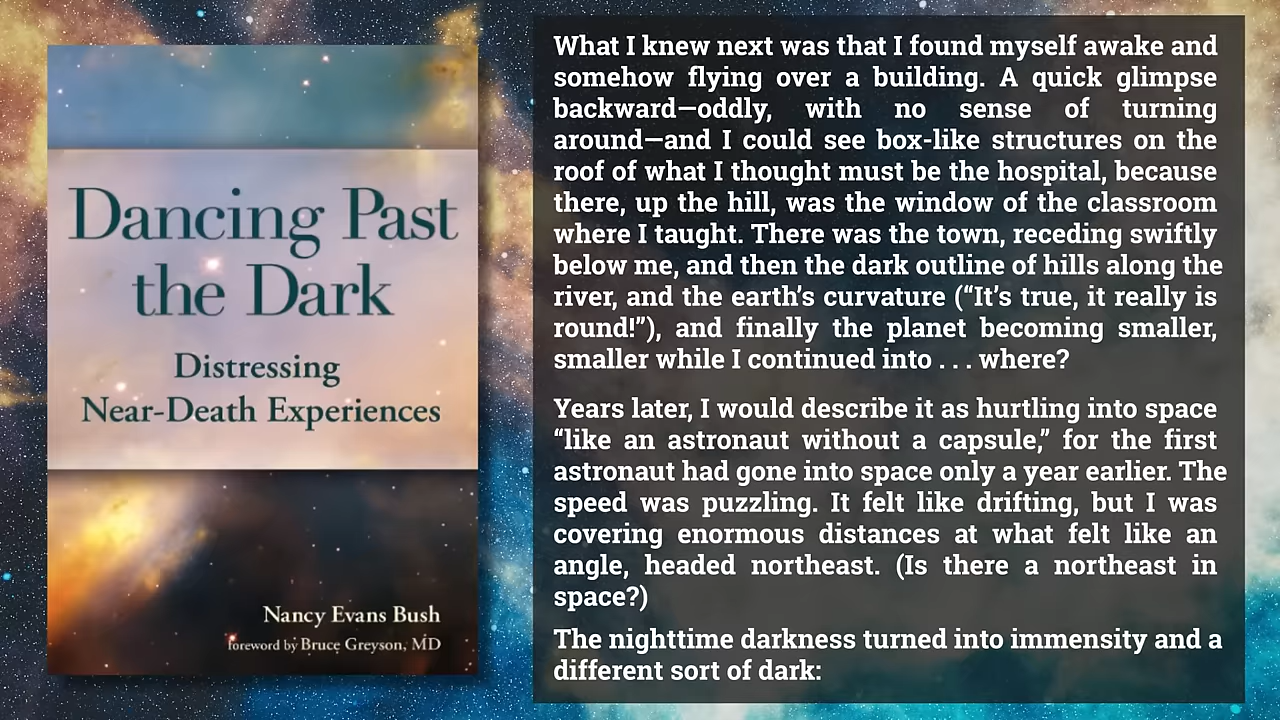 Dancing Past
the Dark
Distressing
Near-Death Experiences
Nancy Evans Bush
foreword by Bruce Greyson, MD
What I knew next was that I found myself awake and
somehow flying over a building. A quick glimpse
backward—oddly, with no sense of turning
around—and I could see box-like structures on the
roof of what I thought must be the hospital, because
there, up the hill, was the window of the classroom
where I taught. There was the town, receding swiftly
below me, and then the dark outline of hills along the
river, and the earth’s curvature (“It’s true, it really is
round!”), and finally the planet becoming smaller,
smaller while I continued into . . . where?
Years later, I would describe it as hurtling into space
“like an astronaut without a capsule,” for the first
astronaut had gone into space only a year earlier. The
speed was puzzling. It felt like drifting, but I was
covering enormous distances at what felt like an
angle, headed northeast. (Is there a northeast in
space?)
The nighttime darkness turned into immensity and a
different sort of dark: